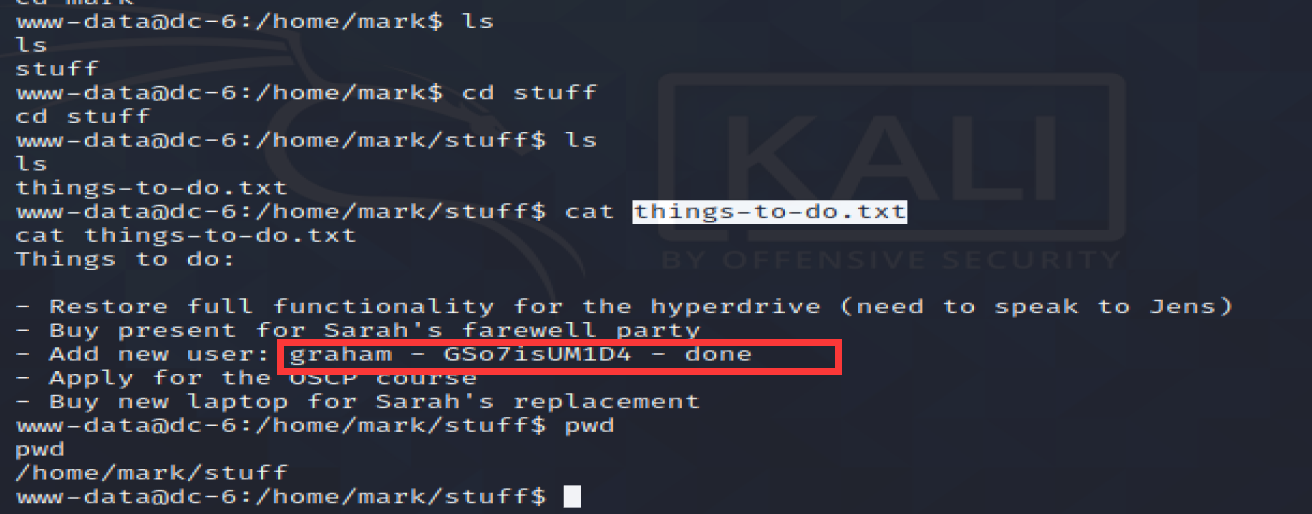 cd mark
www-data@dc-6:/home/mark$ ls
ls
stuff
www-data@dc-6:/home/mark$ cd stuff
cd stuff
www-data@dc-6:/home/mark/stuff$ ls
ls
things-to-do.txt
www-data@dc-6:/home/mark/stuff$ cat things-to-do.txt
cat things-to-do.txt
Things to do:
- Restore full functionality for the hyperdrive (need to speak to Jens)
- Buy present for Sarah's farewell party
- Add new user: graham - GSo7isUM1D4 - done
- Apply for the OSCP course
- Buy new laptop for Sarah's replacement
www-data@dc-6:/home/mark/stuff$ pwd
pwd
/home/mark/stuff
www-data@dc-6:/home/mark/stuff$
KALI
BY OFFENSIVE SECURITY